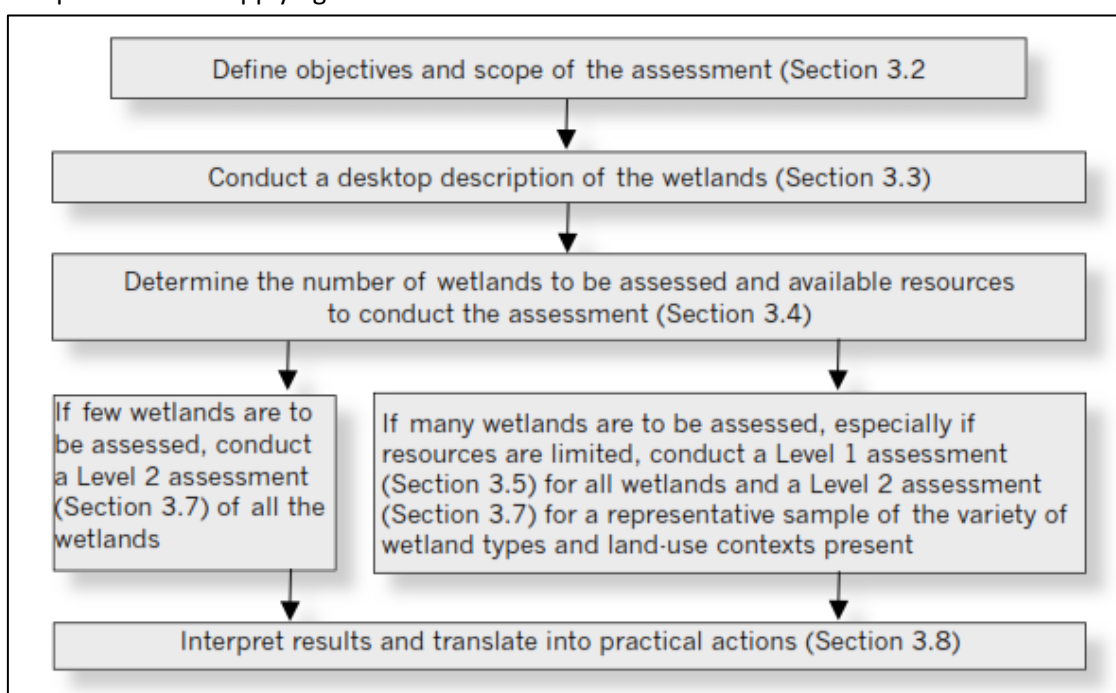 Define objectives and scope of the assessment (Section 3.2
Conduct a desktop description of the wetlands (Section 3.3)
Determine the number of wetlands to be assessed and available resources
to conduct the assessment (Section 3.4)
If few wetlands are to
be assessed, conduct
a Level 2 assessment
(Section 3.7) of all the
wetlands
If many wetlands are to be assessed, especially if
resources are limited, conduct a Level 1 assessment
(Section 3.5) for all wetlands and a Level 2 assessment
(Section 3.7) for a representative sample of the variety of
wetland types and land-use contexts present
Interpret results and translate into practical actions (Section 3.8)